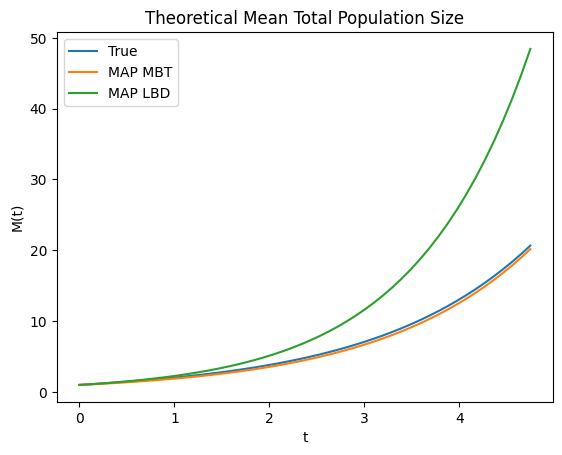 Theoretical Mean Total Population Size
True
MAP MBT
MAP LBD
M(t)
50
40
30
20
10
0
0 1 2 3 4
t